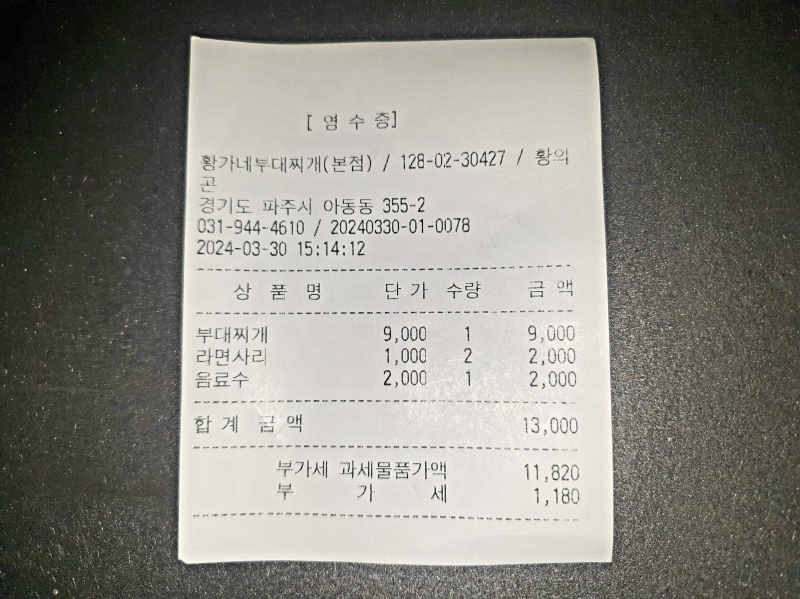 [ 영 수 증]
황가네부대찌개(본점) / 128-02-30427 / 황의
곤
경기도 파주시 아동동 355-2
031-944-4610 / 20240330-01-0078
2024-03-30 15:14:12
상 품 명 단 가 수량 금 액
부대찌개 9,000 1 9,000
라면사리 1,000 2 2,000
음료수 2,000 1 2,000
합 계 금 액 13,000
부가세 과세물품가액 11,820
부 가 세 1,180